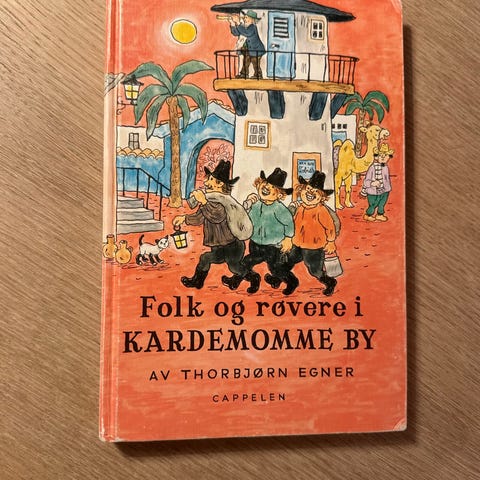 Folk og røvere i
KARDEMOMME BY
AV THORBJØRN EGNER
CAPPELEN